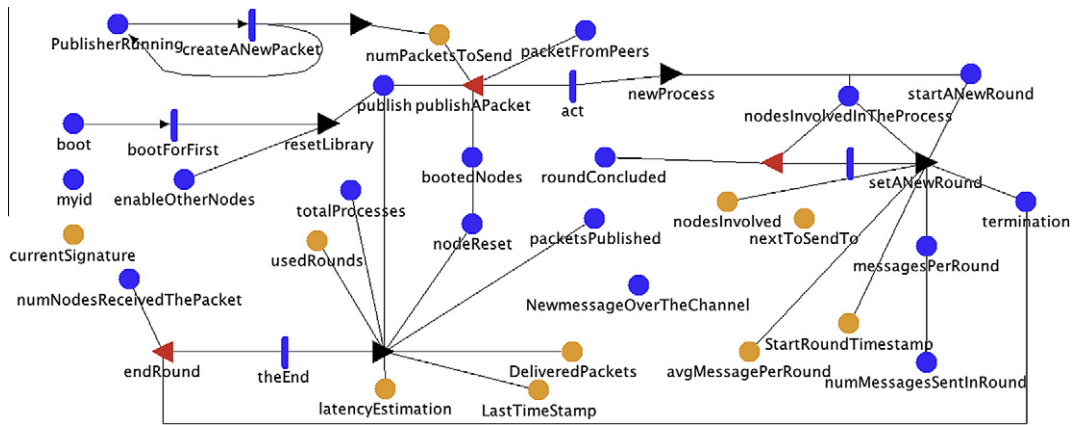 PublisherRunning
createANewPacket
numPacketsToSend
packetFromPeers
publish
publishAPacket
act
newProcess
startANewRound
nodesInvolvedInTheProcess
boot
bootForFirst
resetLibrary
bootedNodes
roundConcluded
setANewRound
myid
enableOtherNodes
totalProcesses
nodesInvolved
nextToSendTo
termination
currentSignature
usedRounds
nodeReset
packetsPublished
messagesPerRound
numNodesReceivedThePacket
NewmessageOverTheChannel
StartRoundTimestamp
endRound
theEnd
DeliveredPackets
avgMessagePerRound
numMessagesSentInRound
latencyEstimation
LastTimeStamp